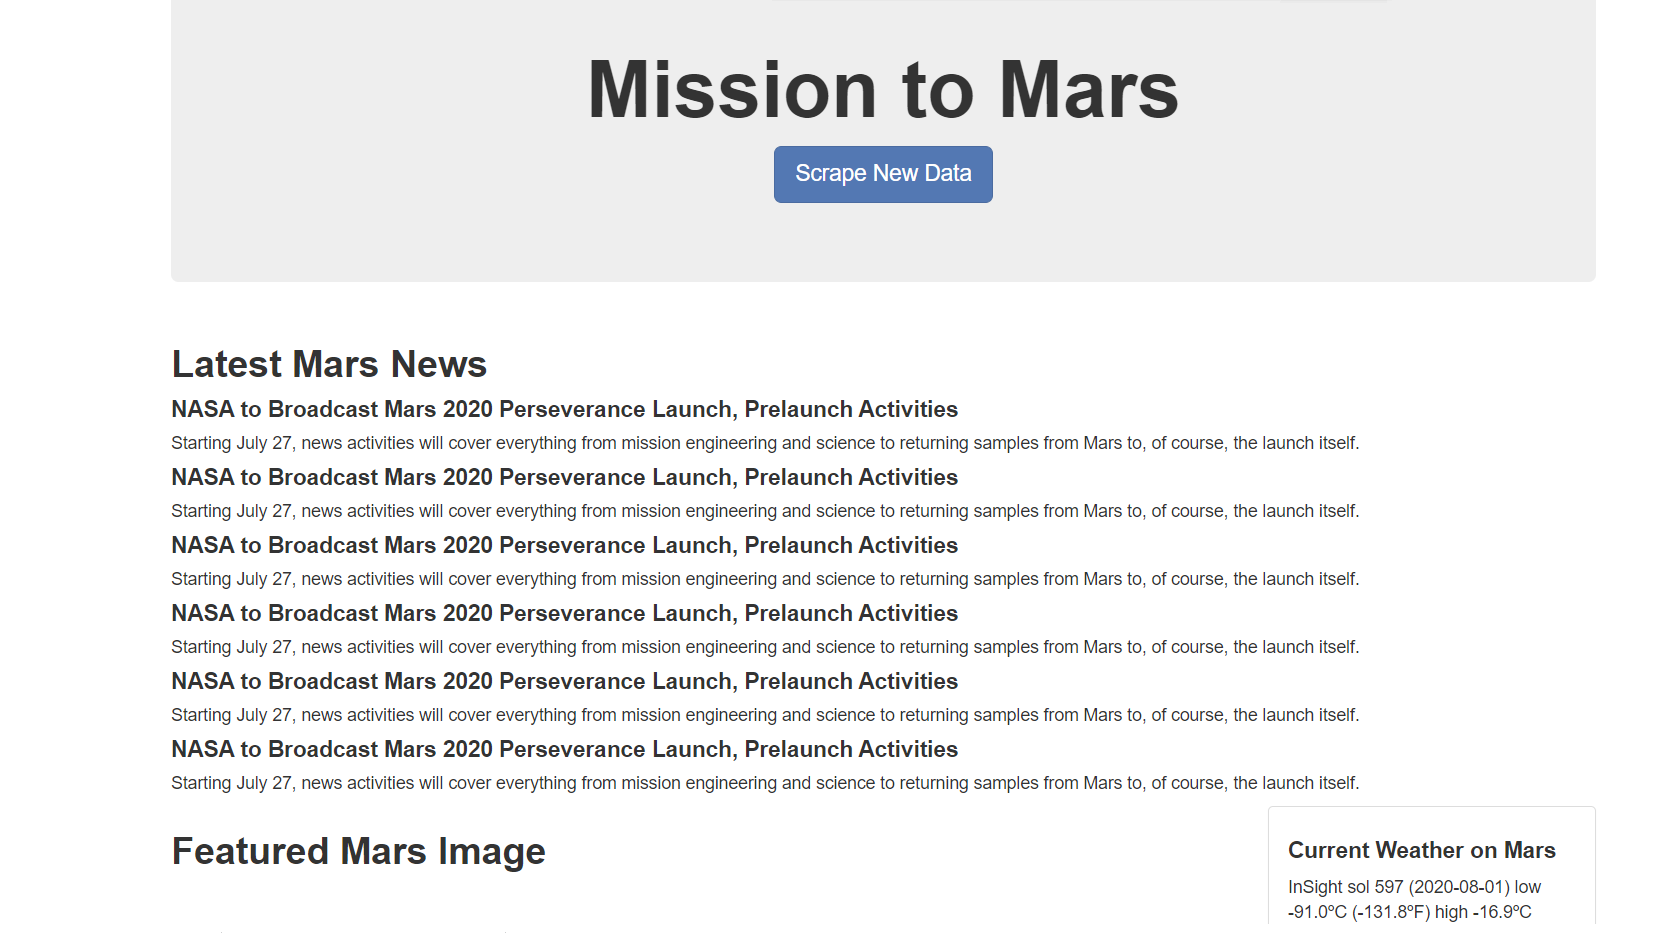 Mission to Mars
Scrape New Data
Latest Mars News
NASA to Broadcast Mars 2020 Perseverance Launch, Prelaunch Activities
Starting July 27, news activities will cover everything from mission engineering and science to returning samples from Mars to, of course, the launch itself.
NASA to Broadcast Mars 2020 Perseverance Launch, Prelaunch Activities
Starting July 27, news activities will cover everything from mission engineering and science to returning samples from Mars to, of course, the launch itself.
NASA to Broadcast Mars 2020 Perseverance Launch, Prelaunch Activities
Starting July 27, news activities will cover everything from mission engineering and science to returning samples from Mars to, of course, the launch itself.
NASA to Broadcast Mars 2020 Perseverance Launch, Prelaunch Activities
Starting July 27, news activities will cover everything from mission engineering and science to returning samples from Mars to, of course, the launch itself.
NASA to Broadcast Mars 2020 Perseverance Launch, Prelaunch Activities
Starting July 27, news activities will cover everything from mission engineering and science to returning samples from Mars to, of course, the launch itself.
NASA to Broadcast Mars 2020 Perseverance Launch, Prelaunch Activities
Starting July 27, news activities will cover everything from mission engineering and science to returning samples from Mars to, of course, the launch itself.
Featured Mars Image
Current Weather on Mars
InSight sol 597 (2020-08-01) low
-91.0ºC (-131.8ºF) high -16.9ºC